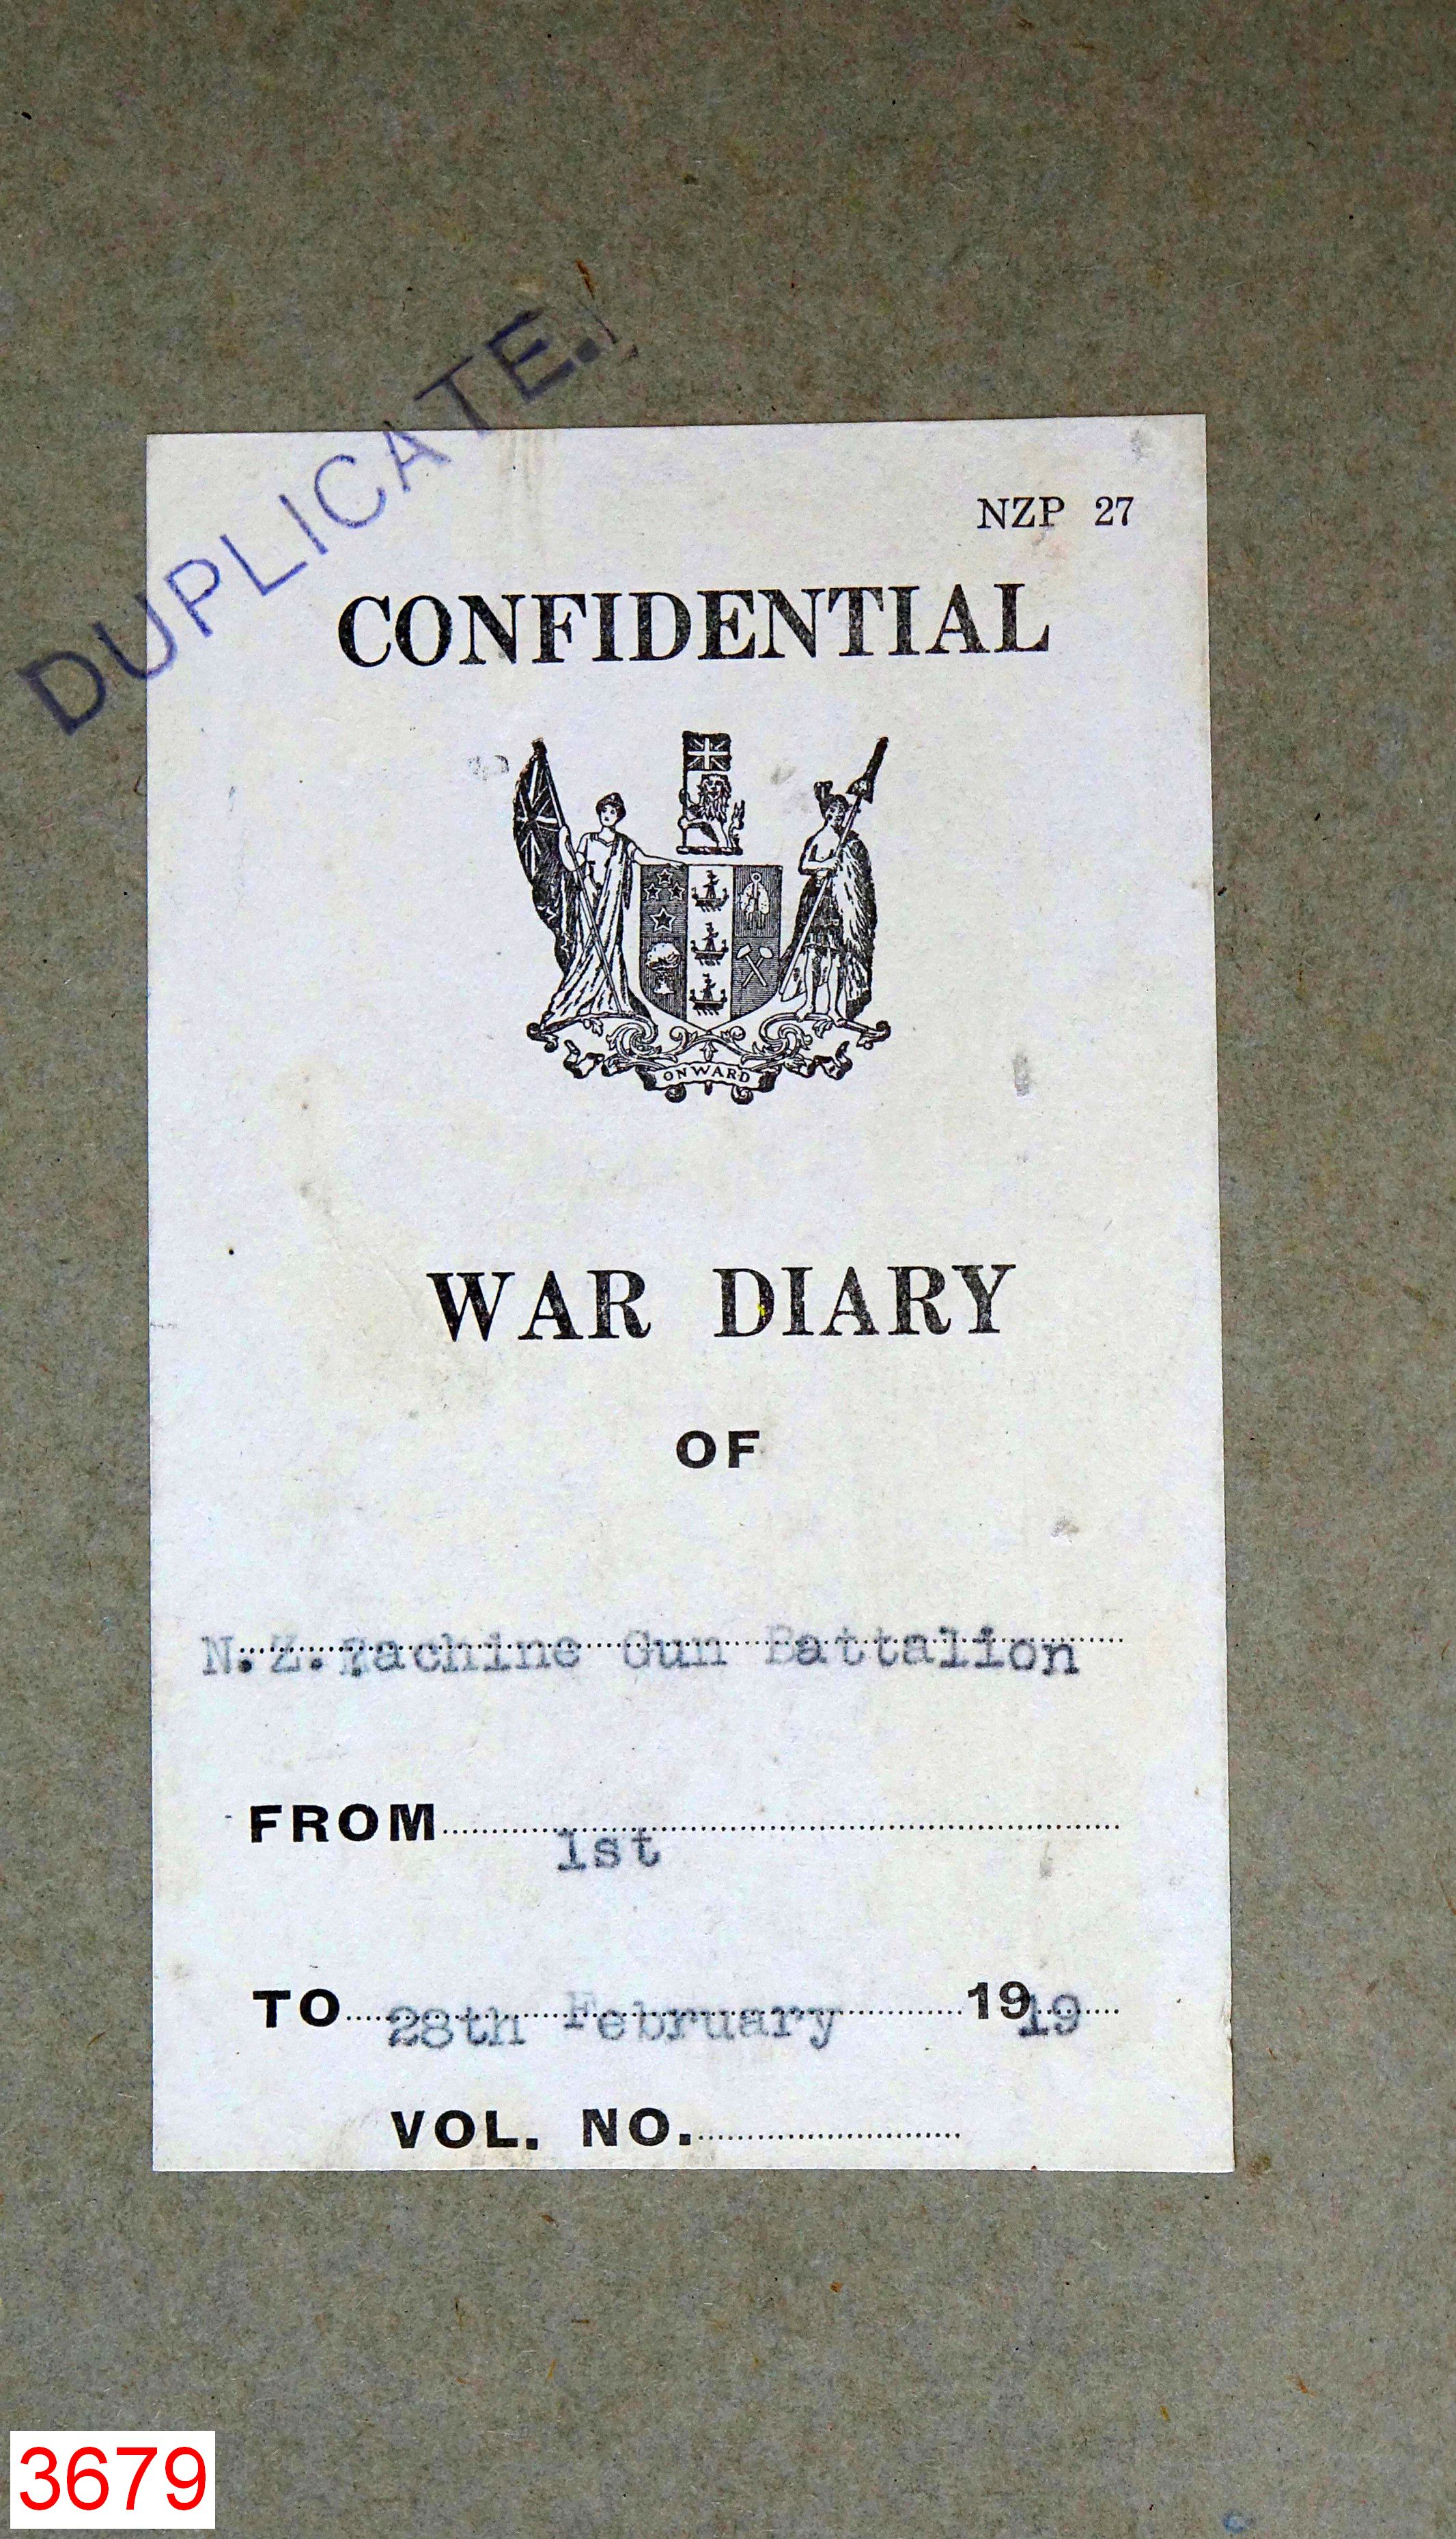 DUPLICATE.
NZP 27
CONFIDENTIAL
ONWARD
WAR DIARY
OF
N.Z. Machine Gun Battalion
FROM 1st
TO 28th February 1919
VOL. NO.
3679